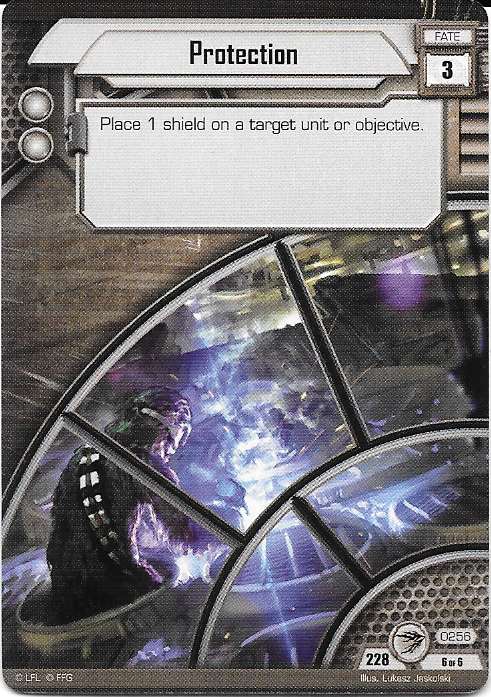 Protection
FATE
3
Place 1 shield on a target unit or objective.
0256
228
6 OF 6
© LFL © FFG
Illus. Lukasz Jaskolski